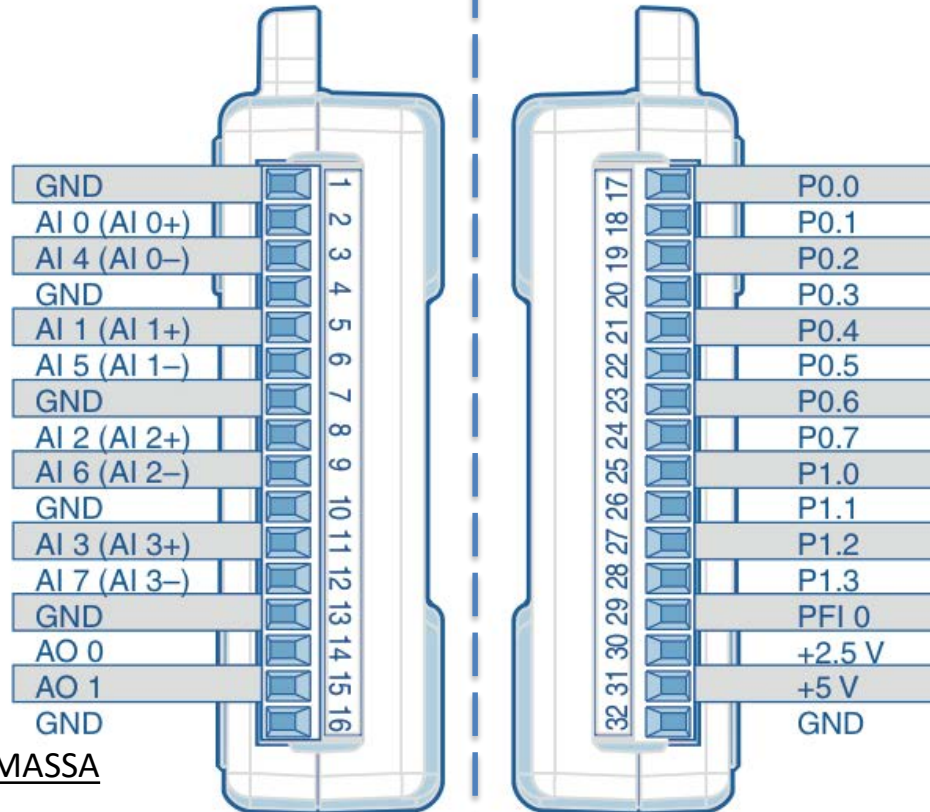 GND 1
AI 0 (AI 0+) 2
AI 4 (AI 0–) 3
GND 4
AI 1 (AI 1+) 5
AI 5 (AI 1–) 6
GND 7
AI 2 (AI 2+) 8
AI 6 (AI 2–) 9
GND 10
AI 3 (AI 3+) 11
AI 7 (AI 3–) 12
GND 13
AO 0 14
AO 1 15
GND 16
MASSA
17 P0.0
18 P0.1
19 P0.2
20 P0.3
21 P0.4
22 P0.5
23 P0.6
24 P0.7
25 P1.0
26 P1.1
27 P1.2
28 P1.3
29 PFI 0
30 +2.5 V
31 +5 V
32 GND